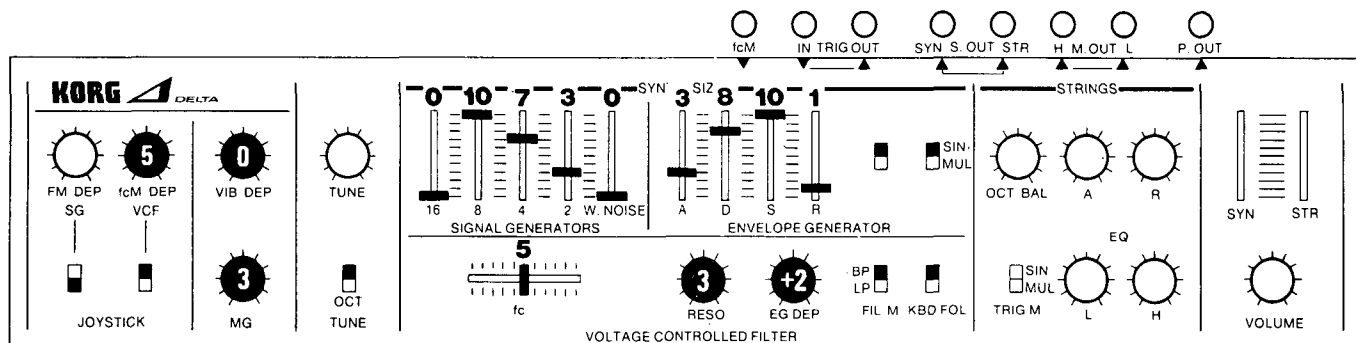 fcM IN TRIG OUT SYN S. OUT STR H M. OUT L P. OUT
KORG DELTA
SYN SIZ
STRINGS
0 10 7 3 0 3 8 10 1
5 0
SIN
MUL
FM DEP fcM DEP VIB DEP TUNE
OCT BAL A R
SG VCF
16 8 4 2 W. NOISE A D S R
SYN STR
SIGNAL GENERATORS ENVELOPE GENERATOR
EQ
5
3 3 +2
BP
LP
SIN
MUL
OCT
fc RESO EG DEP FIL M KBD FOL TRIG M L H
JOYSTICK MG TUNE VOLUME
VOLTAGE CONTROLLED FILTER